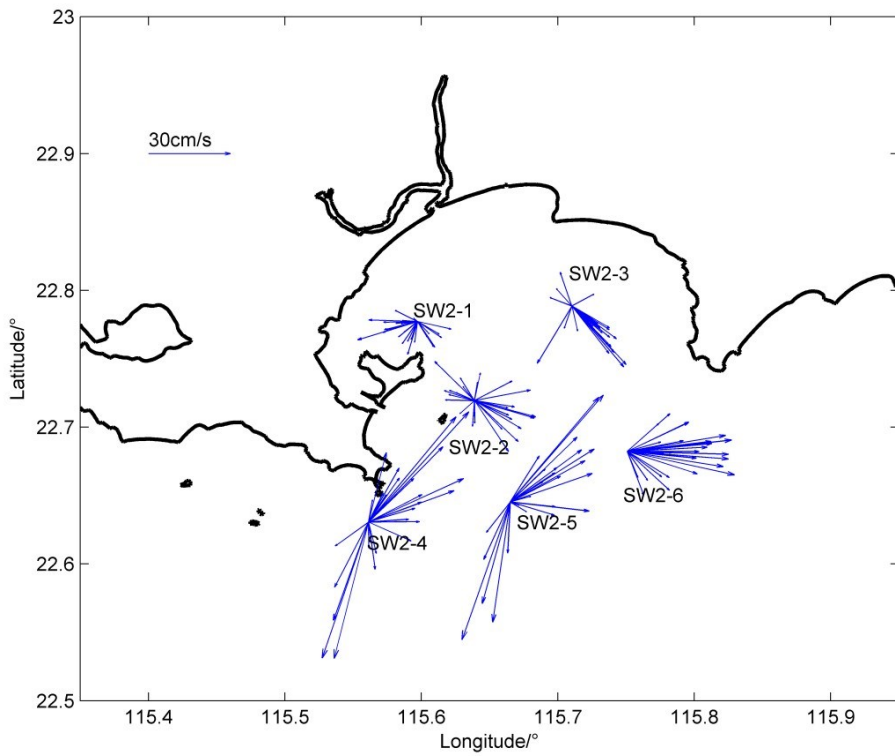 23
30cm/s
22.9
SW2-3
22.8
SW2-1
Latitude/°
22.7
SW2-2
SW2-6
SW2-5
SW2-4
22.6
22.5
115.4 115.5 115.6 115.7 115.8 115.9
Longitude/°